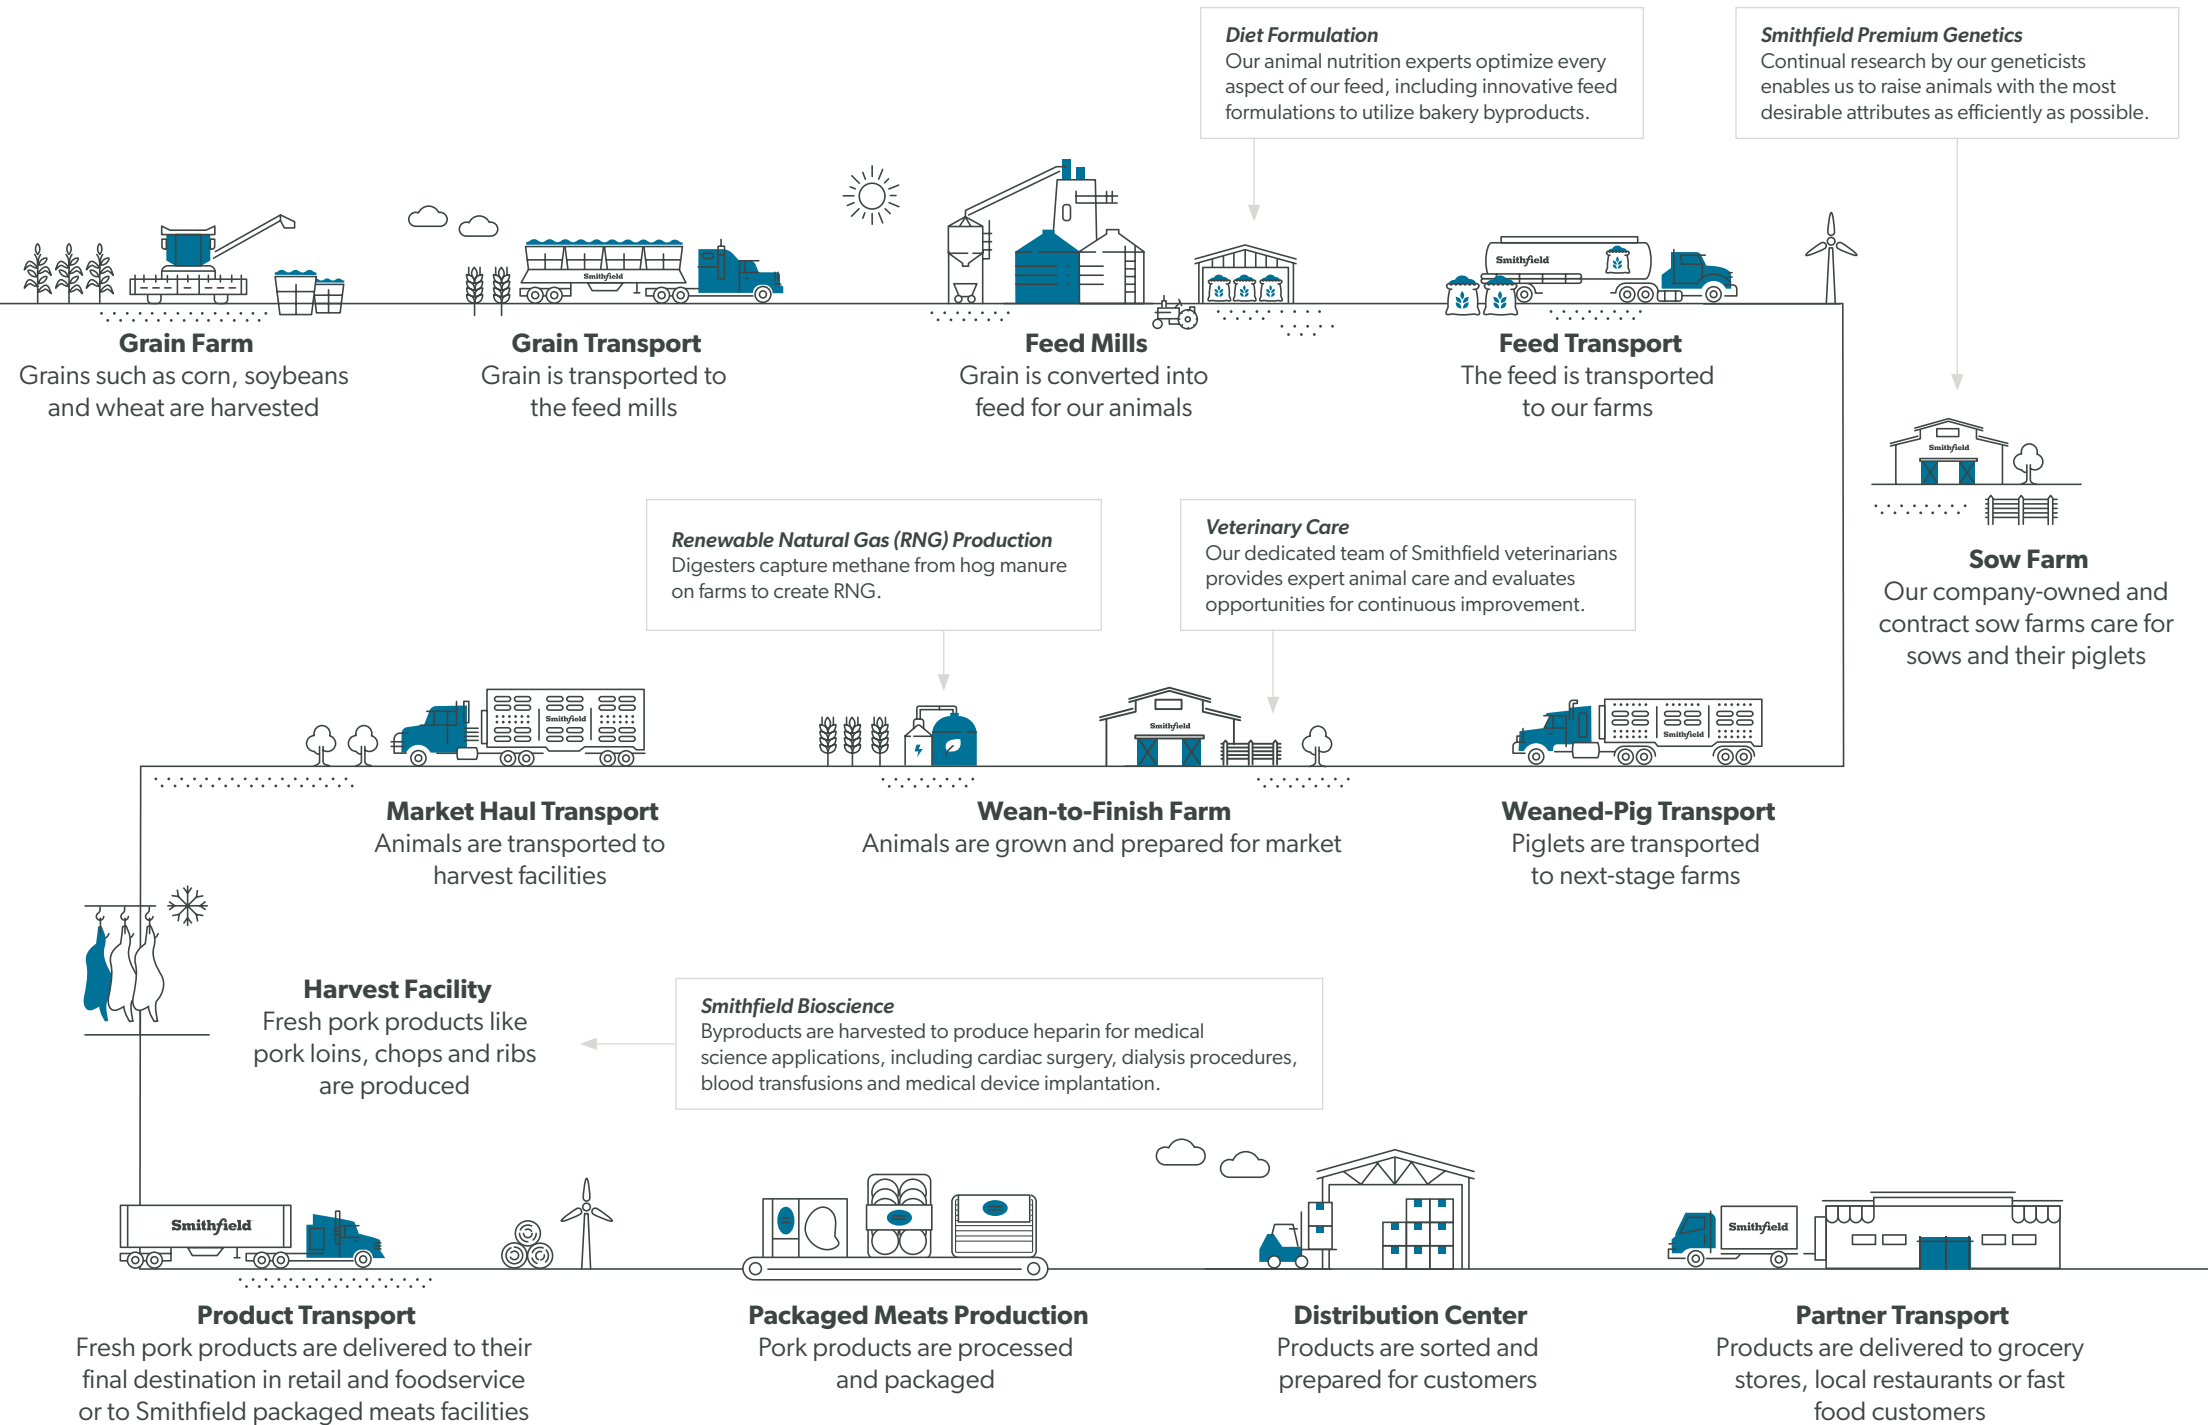 Diet Formulation
Our animal nutrition experts optimize every
aspect of our feed, including innovative feed
formulations to utilize bakery byproducts.
Smithfield Premium Genetics
Continual research by our geneticists
enables us to raise animals with the most
desirable attributes as efficiently as possible.
Smithfield
Smithfield
Grain Farm
Grains such as corn, soybeans
and wheat are harvested
Grain Transport
Grain is transported to
the feed mills
Feed Mills
Grain is converted into
feed for our animals
Feed Transport
The feed is transported
to our farms
Smithfield
Sow Farm
Our company-owned and
contract sow farms care for
sows and their piglets
Renewable Natural Gas (RNG) Production
Digesters capture methane from hog manure
on farms to create RNG.
Veterinary Care
Our dedicated team of Smithfield veterinarians
provides expert animal care and evaluates
opportunities for continuous improvement.
Smithfield
Smithfield
Smithfield
Market Haul Transport
Animals are transported to
harvest facilities
Wean-to-Finish Farm
Animals are grown and prepared for market
Weaned-Pig Transport
Piglets are transported
to next-stage farms
Harvest Facility
Fresh pork products like
pork loins, chops and ribs
are produced
Smithfield Bioscience
Byproducts are harvested to produce heparin for medical
science applications, including cardiac surgery, dialysis procedures,
blood transfusions and medical device implantation.
Smithfield
Smithfield
Product Transport
Fresh pork products are delivered to their
final destination in retail and foodservice
or to Smithfield packaged meats facilities
Packaged Meats Production
Pork products are processed
and packaged
Distribution Center
Products are sorted and
prepared for customers
Partner Transport
Products are delivered to grocery
stores, local restaurants or fast
food customers